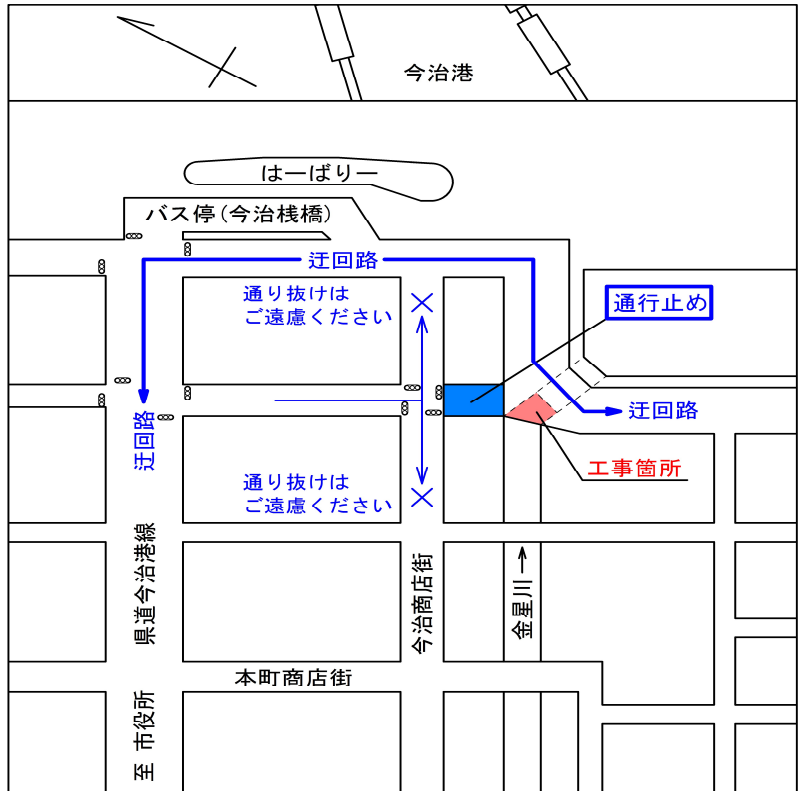 今治港
はーばりー
バス停(今治桟橋)
迂回路
通り抜けは
ご遠慮ください
通行止め
迂回路
迂回路
工事箇所
通り抜けは
ご遠慮ください
県道今治港線
今治商店街
金星川
本町商店街
至 市役所